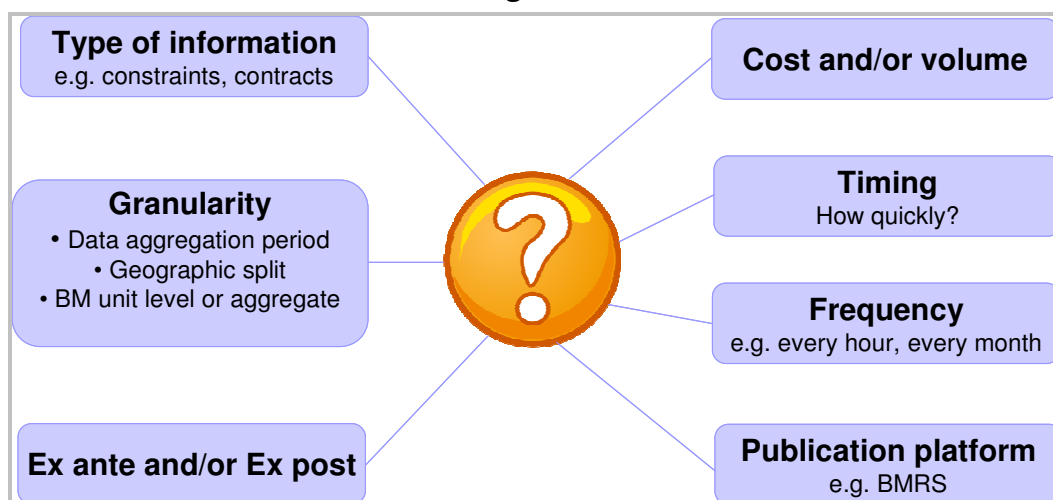 Type of information
e.g. constraints, contracts
Granularity
• Data aggregation period
• Geographic split
• BM unit level or aggregate
Ex ante and/or Ex post
?
Cost and/or volume
Timing
How quickly?
Frequency
e.g. every hour, every month
Publication platform
e.g. BMRS